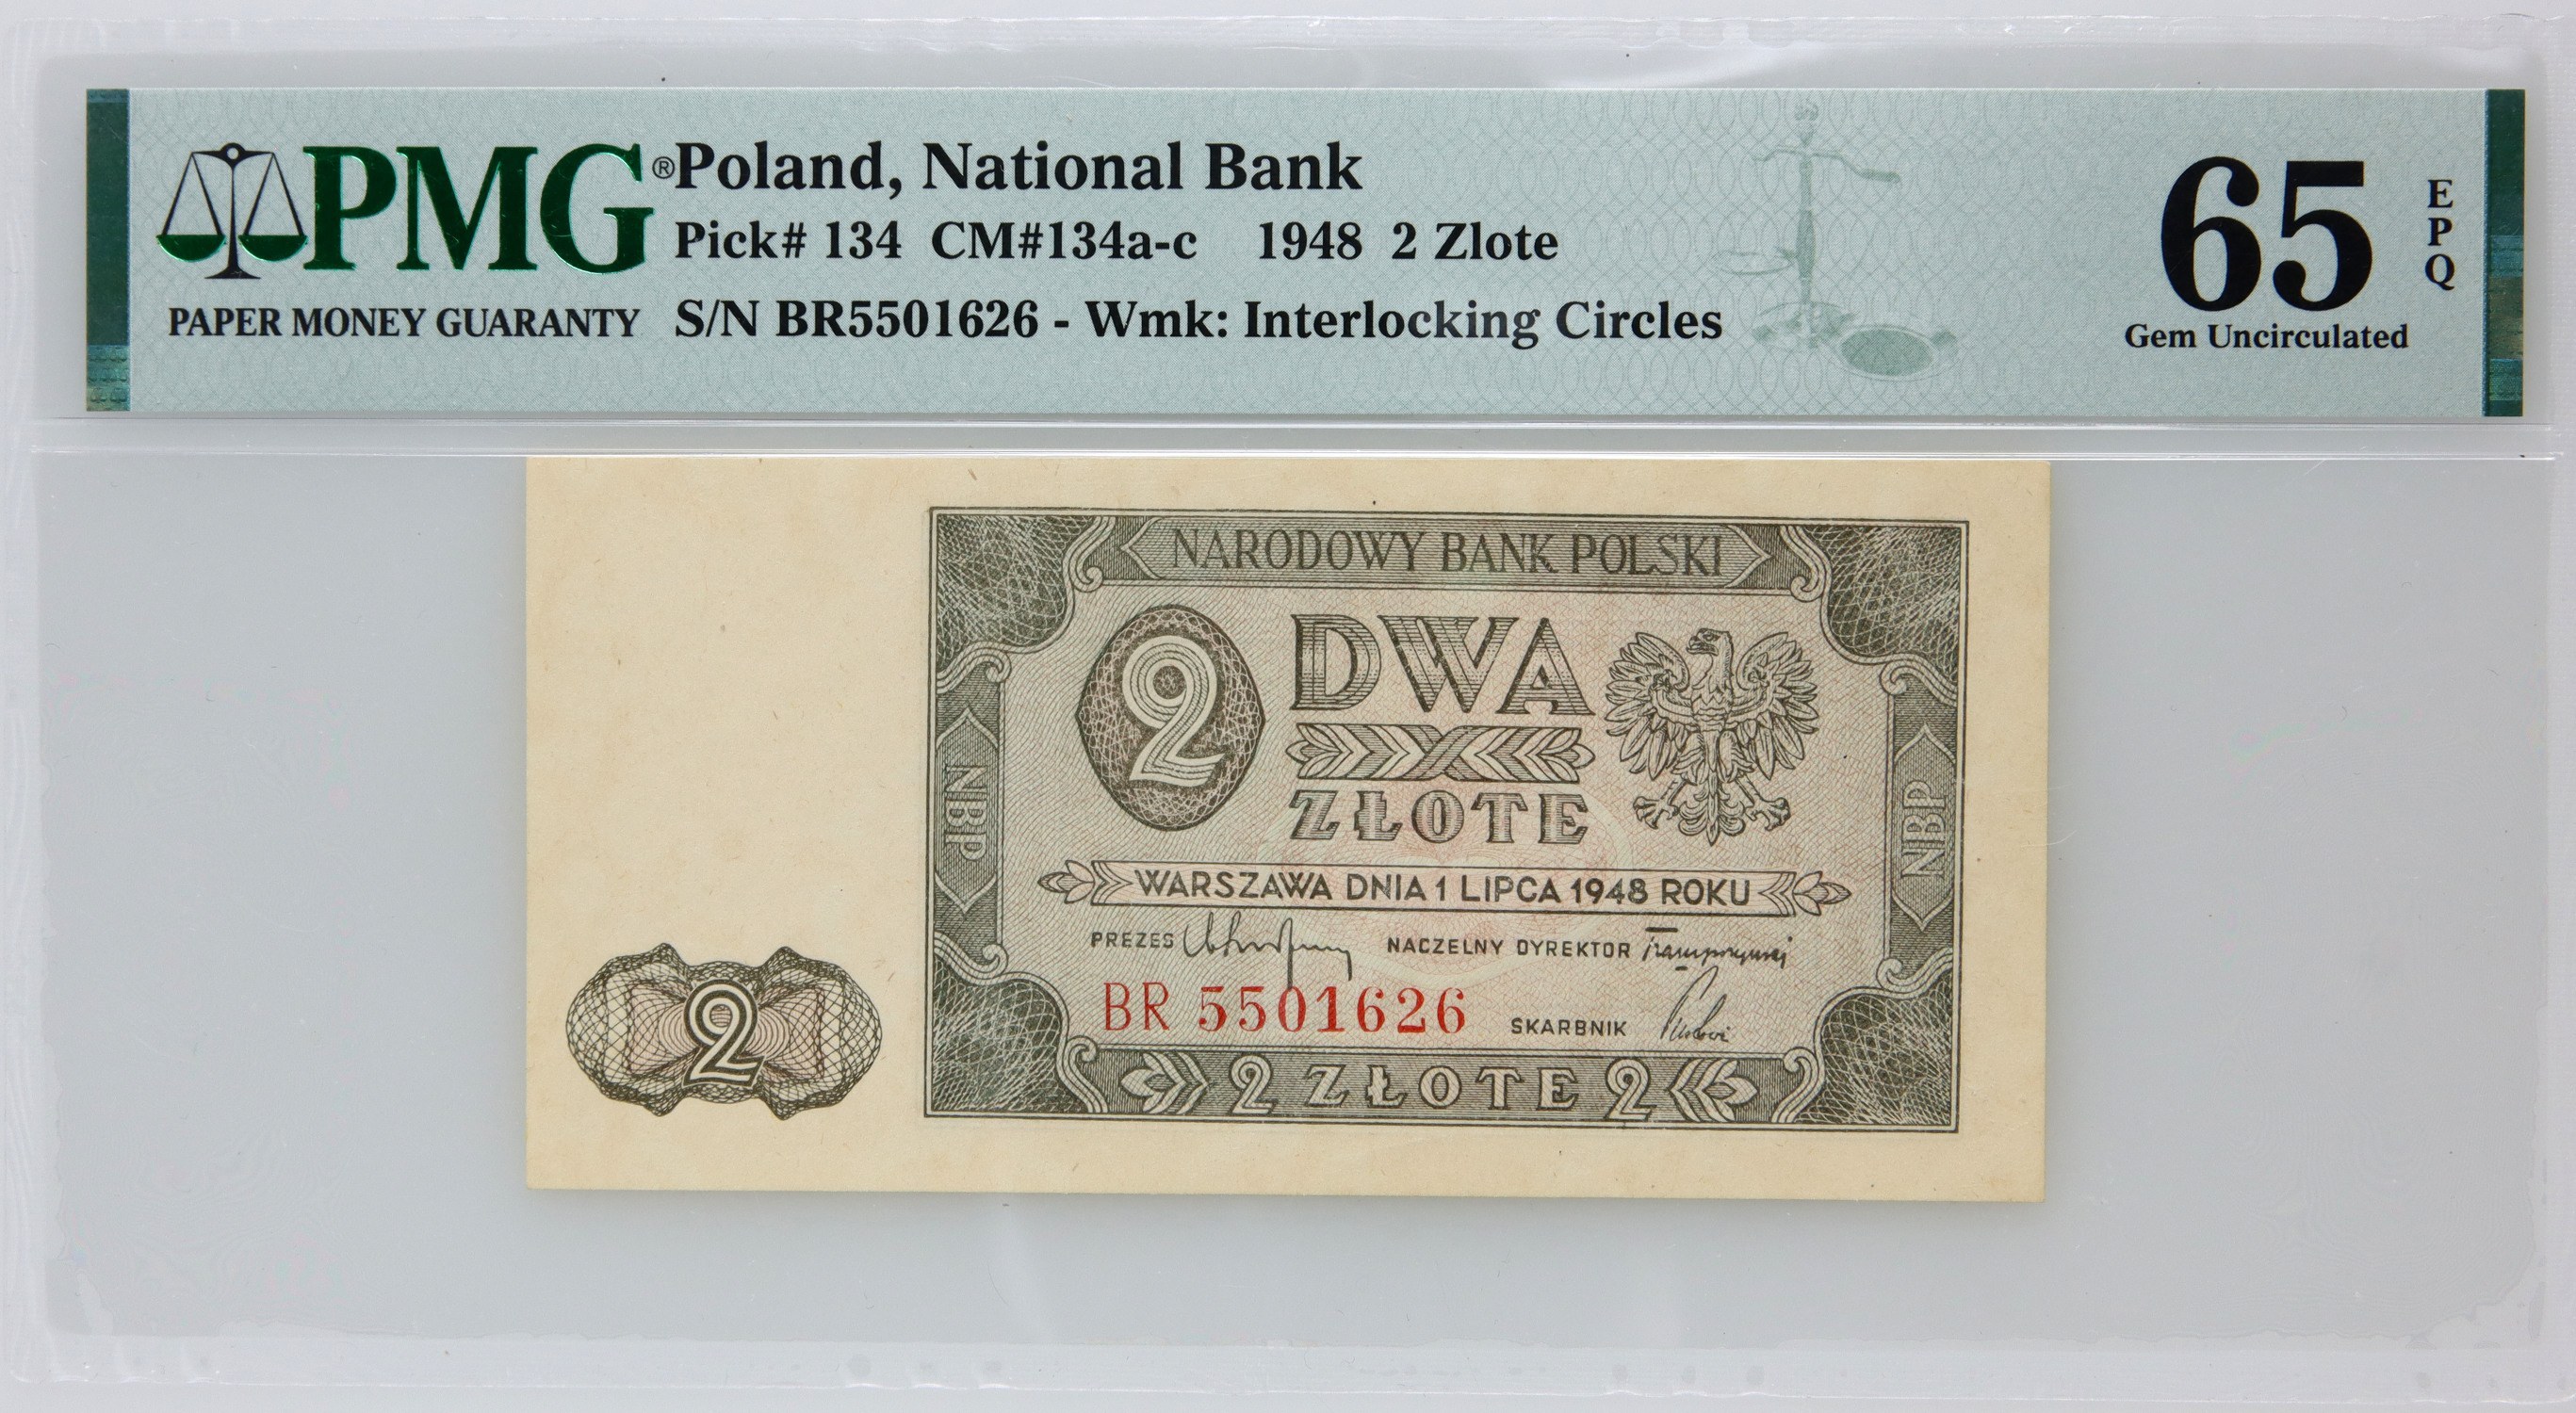 PMG® Poland, National Bank
Pick# 134 CM#134a-c 1948 2 Zlote
PAPER MONEY GUARANTY S/N BR5501626 - Wmk: Interlocking Circles
65 EPQ
Gem Uncirculated
NARODOWY BANK POLSKI
2 DWA
ZŁOTE
NBP
NBP
WARSZAWA DNIA 1 LIPCA 1948 ROKU
PREZES NACZELNY DYREKTOR
BR 5501626 SKARBNIK
2 ZŁOTE 2
2